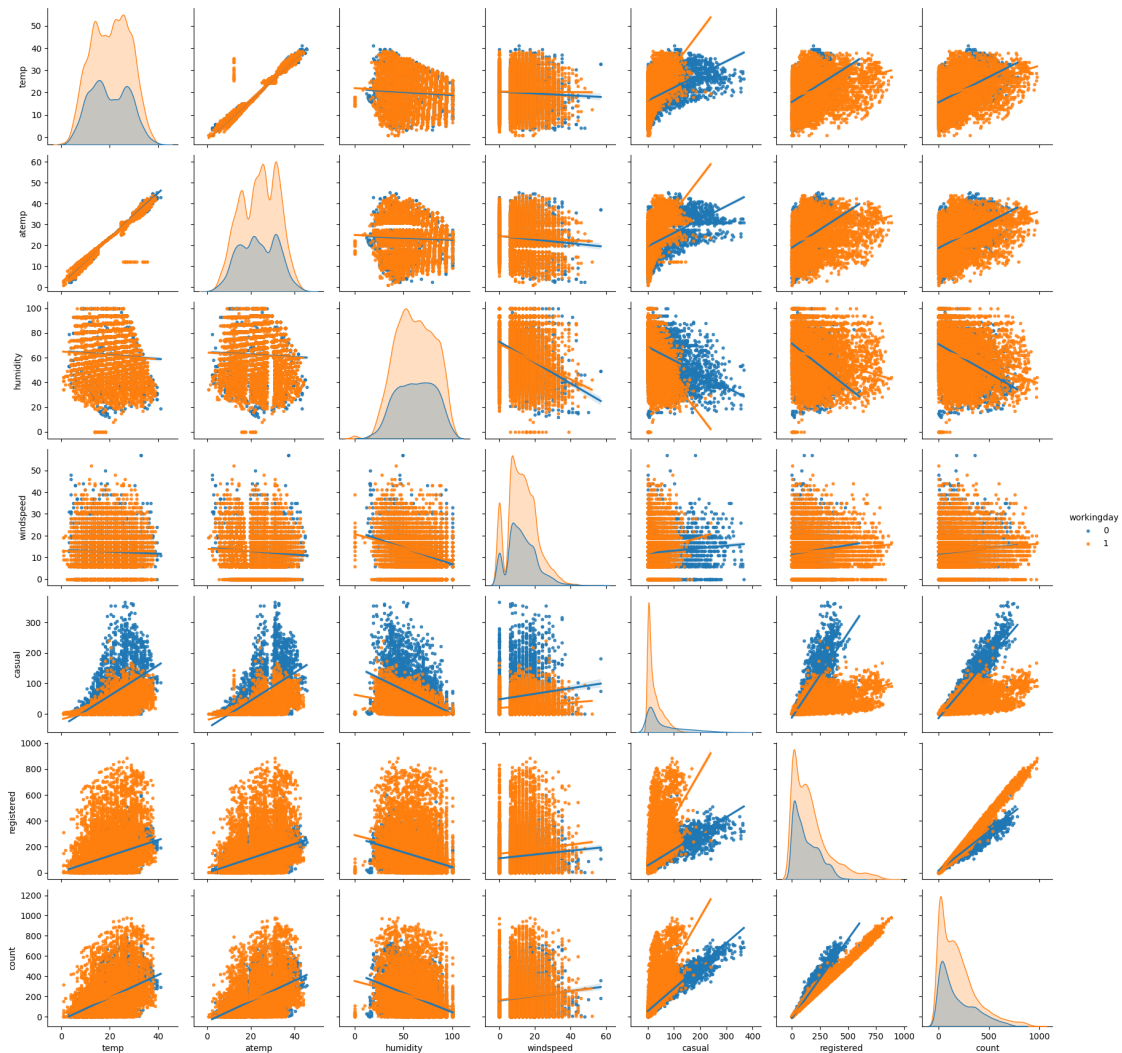 50
40
30
20
10
0
temp
60
50
40
30
20
10
0
atemp
100
80
60
40
20
0
humidity
50
40
30
20
10
0
windspeed
workingday
0
1
300
200
100
0
casual
1000
800
600
400
200
0
registered
1200
1000
800
600
400
200
0
count
0 20 40
0 20 40
0 50 100
0 20 40 60
0 100 200 300 400
0 250 500 750 1000
0 500 1000
temp atemp humidity windspeed casual registered count